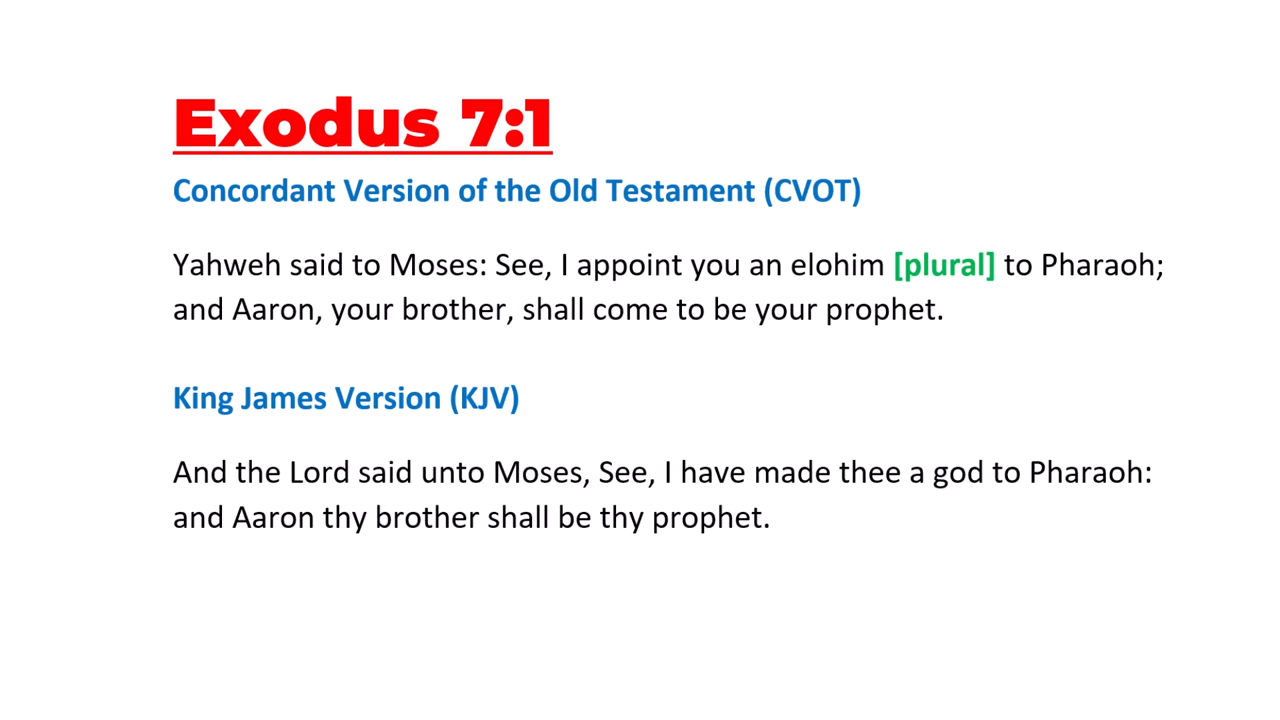 Exodus 7:1
Concordant Version of the Old Testament (CVOT)
Yahweh said to Moses: See, I appoint you an elohim [plural] to Pharaoh;
and Aaron, your brother, shall come to be your prophet.
King James Version (KJV)
And the Lord said unto Moses, See, I have made thee a god to Pharaoh:
and Aaron thy brother shall be thy prophet.